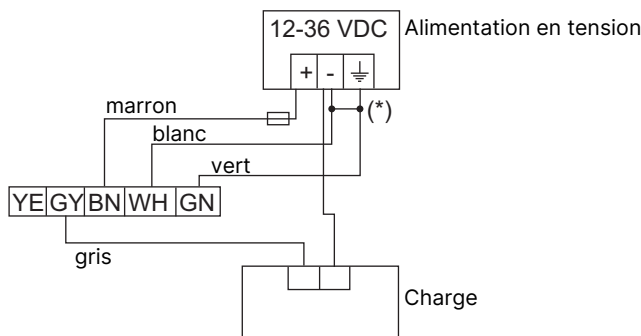 12-36 VDC
Alimentation en tension
+ - ⏚
(*)
marron
blanc
vert
YE GY BN WH GN
gris
Charge